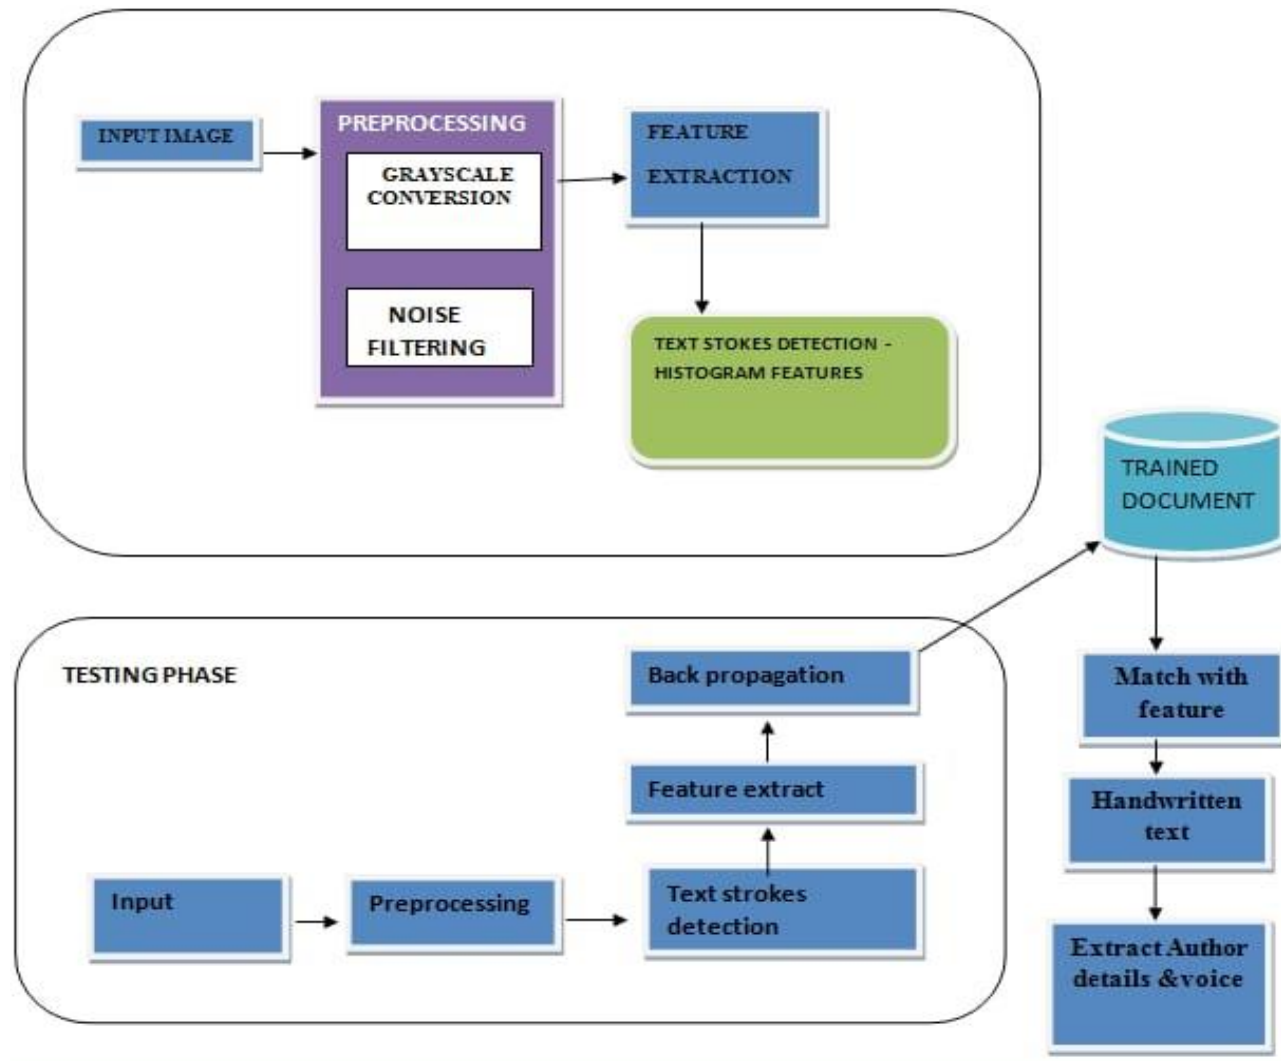 INPUT IMAGE
PREPROCESSING
GRAYSCALE
CONVERSION
NOISE
FILTERING
FEATURE
EXTRACTION
TEXT STOKES DETECTION -
HISTOGRAM FEATURES
TRAINED
DOCUMENT
TESTING PHASE
Input
Preprocessing
Text strokes
detection
Feature extract
Back propagation
Match with
feature
Handwritten
text
Extract Author
details &voice